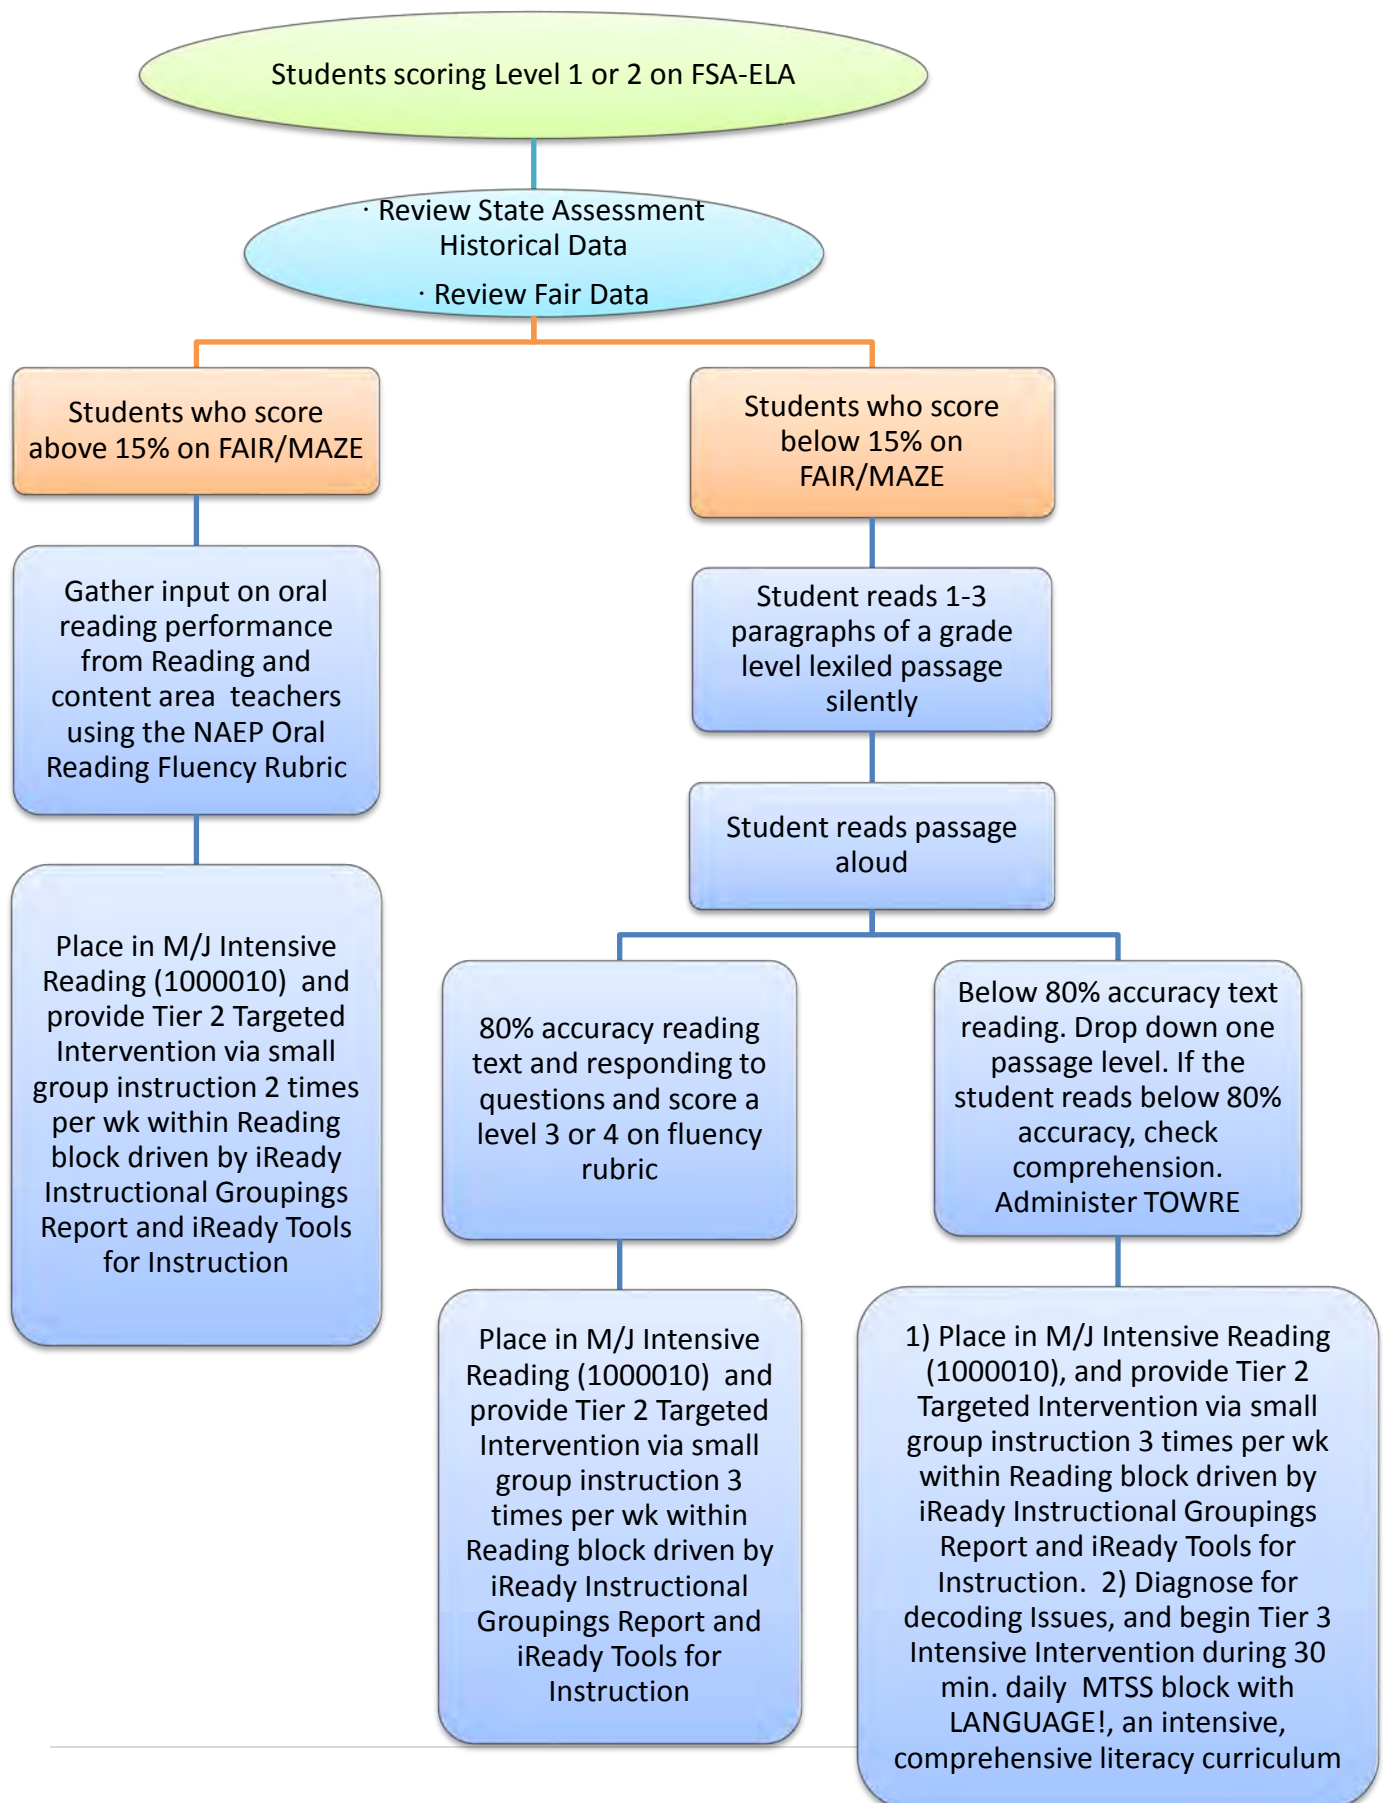 Students scoring Level 1 or 2 on FSA-ELA
· Review State Assessment
Historical Data
· Review Fair Data
Students who score
above 15% on FAIR/MAZE
Students who score
below 15% on
FAIR/MAZE
Gather input on oral
reading performance
from Reading and
content area  teachers
using the NAEP Oral
Reading Fluency Rubric
Student reads 1-3
paragraphs of a grade
level lexiled passage
silently
Student reads passage
aloud
Place in M/J Intensive
Reading (1000010)  and
provide Tier 2 Targeted
Intervention via small
group instruction 2 times
per wk within Reading
block driven by iReady
Instructional Groupings
Report and iReady Tools
for Instruction
80% accuracy reading
text and responding to
questions and score a
level 3 or 4 on fluency
rubric
Below 80% accuracy text
reading. Drop down one
passage level. If the
student reads below 80%
accuracy, check
comprehension.
Administer TOWRE
Place in M/J Intensive
Reading (1000010)  and
provide Tier 2 Targeted
Intervention via small
group instruction 3
times per wk within
Reading block driven by
iReady Instructional
Groupings Report and
iReady Tools for
Instruction
1) Place in M/J Intensive Reading
(1000010), and provide Tier 2
Targeted Intervention via small
group instruction 3 times per wk
within Reading block driven by
iReady Instructional Groupings
Report and iReady Tools for
Instruction.  2) Diagnose for
decoding Issues, and begin Tier 3
Intensive Intervention during 30
min. daily  MTSS block with
LANGUAGE!, an intensive,
comprehensive literacy curriculum